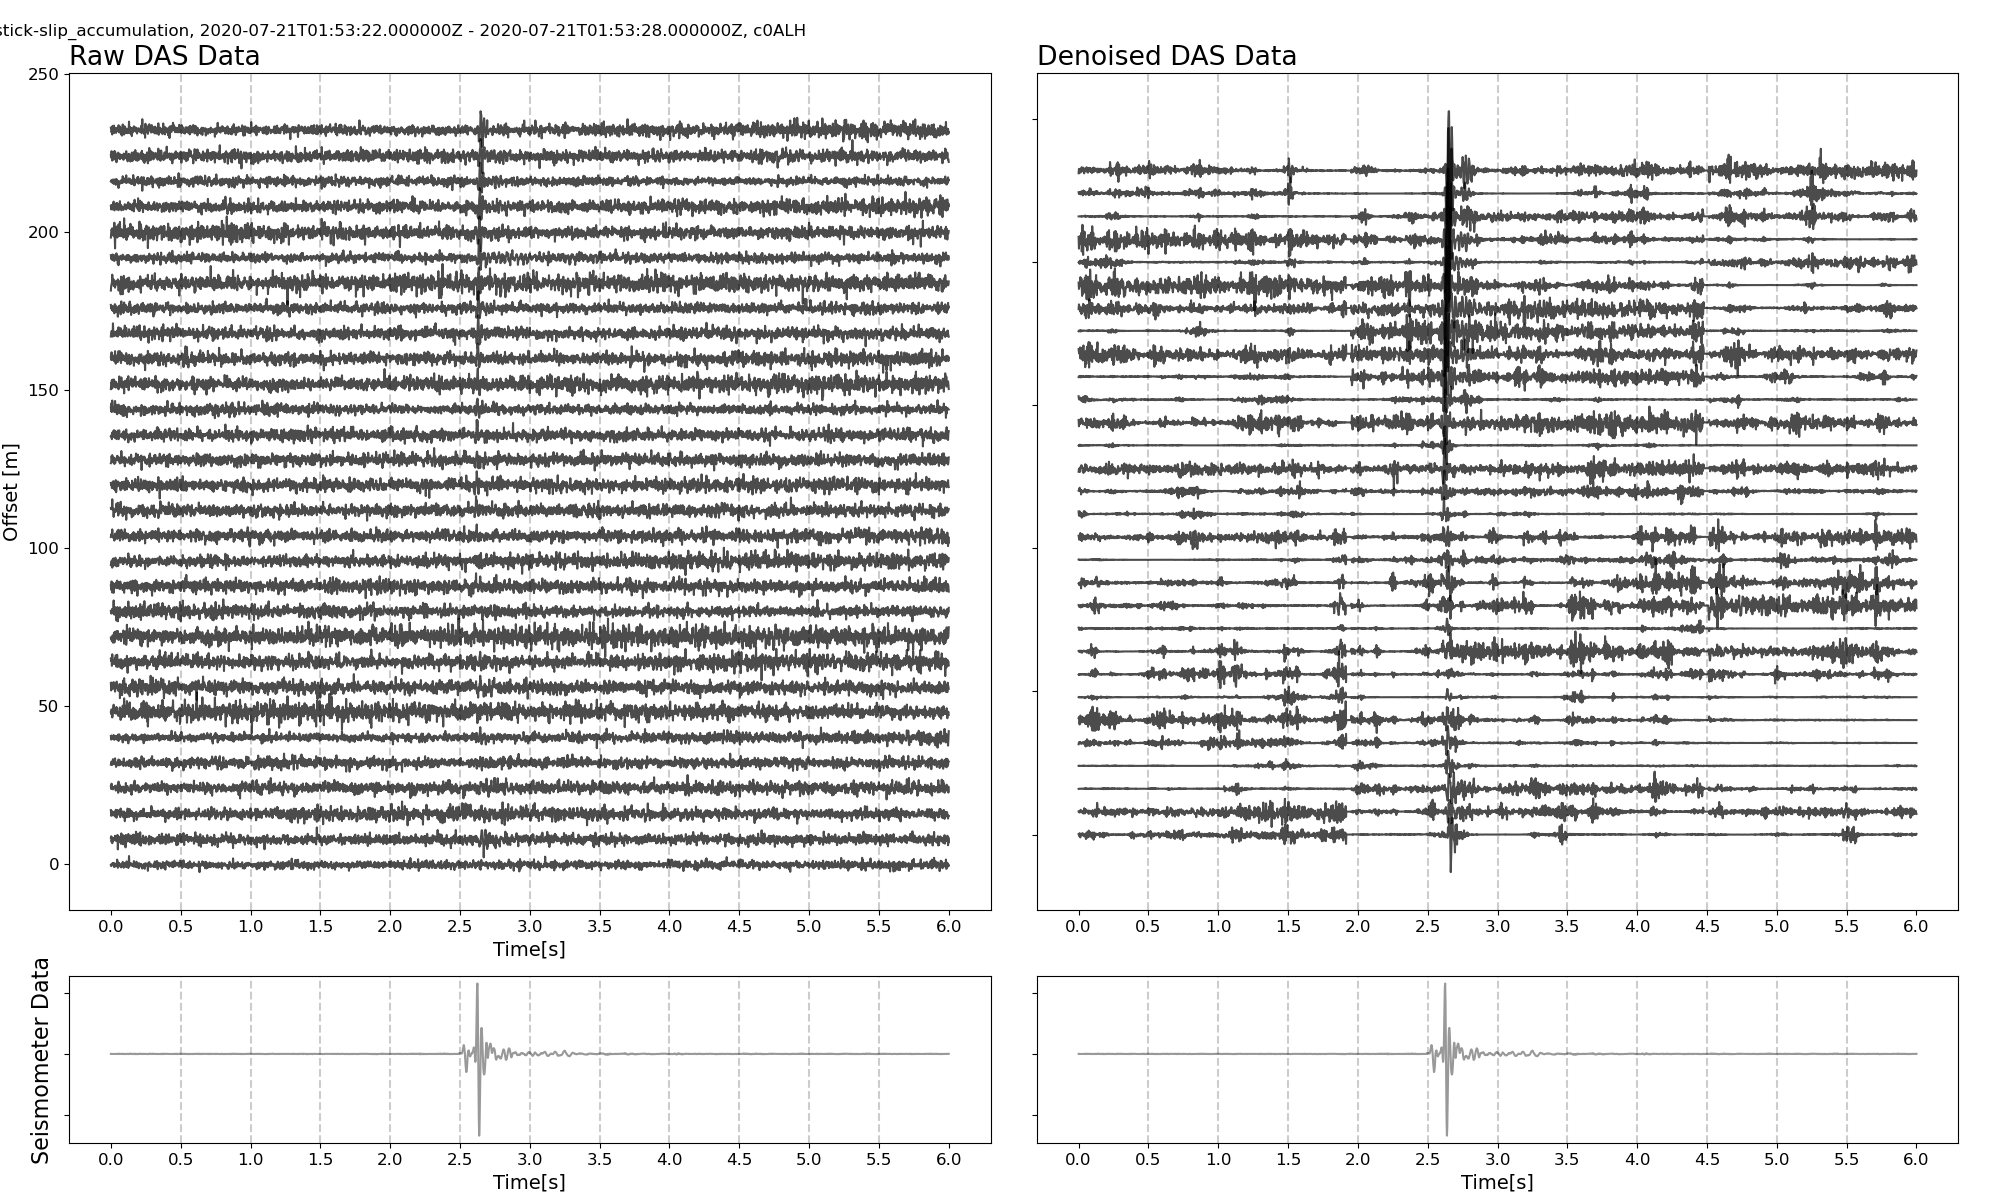 stick-slip_accumulation, 2020-07-21T01:53:22.000000Z - 2020-07-21T01:53:28.000000Z, c0ALH
Raw DAS Data
Denoised DAS Data
250
200
150
100
50
0
Offset [m]
0.0 0.5 1.0 1.5 2.0 2.5 3.0 3.5 4.0 4.5 5.0 5.5 6.0
Time[s]
0.0 0.5 1.0 1.5 2.0 2.5 3.0 3.5 4.0 4.5 5.0 5.5 6.0
Seismometer Data
0.0 0.5 1.0 1.5 2.0 2.5 3.0 3.5 4.0 4.5 5.0 5.5 6.0
Time[s]
0.0 0.5 1.0 1.5 2.0 2.5 3.0 3.5 4.0 4.5 5.0 5.5 6.0
Time[s]